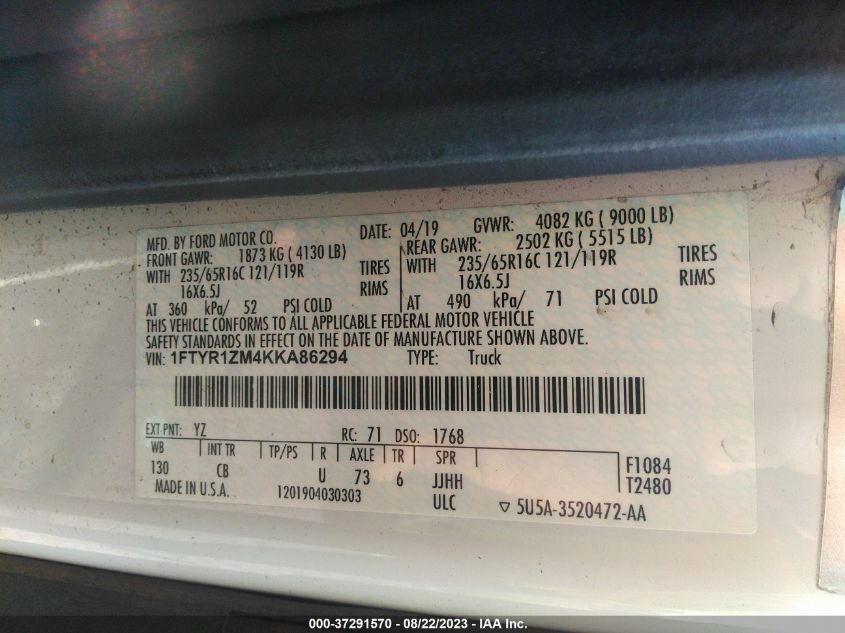 MFD. BY FORD MOTOR CO. DATE: 04/19 GVWR: 4082 KG ( 9000 LB)
FRONT GAWR: 1873 KG ( 4130 LB) REAR GAWR: 2502 KG ( 5515 LB)
WITH 235/65R16C 121/119R TIRES WITH 235/65R16C 121/119R TIRES
16X6.5J RIMS 16X6.5J RIMS
AT 360 kPa/ 52 PSI COLD AT 490 kPa/ 71 PSI COLD
THIS VEHICLE CONFORMS TO ALL APPLICABLE FEDERAL MOTOR VEHICLE
SAFETY STANDARDS IN EFFECT ON THE DATE OF MANUFACTURE SHOWN ABOVE.
VIN: 1FTYR1ZM4KKA86294 TYPE: Truck
EXT PNT: YZ RC: 71 DSO: 1768
WB INT TR TP/PS R AXLE TR SPR F1084
130 CB U 73 6 JJHH T2480
MADE IN U.S.A. 1201904030303 ULC ▽ 5U5A-3520472-AA
000-37291570 - 08/22/2023 - IAA Inc.